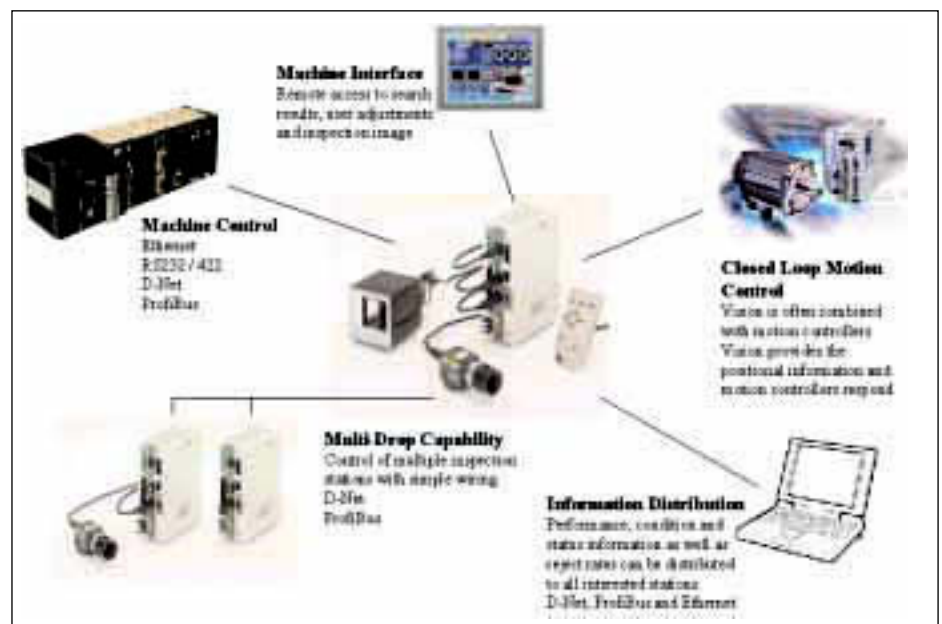 Machine Interface
Remote access to search
results, user adjustments
and inspection image
Machine Control
Ethernet
RS232 / 422
D-Net
ProfiBus
Closed Loop Motion
Control
Vision is often combined
with motion controllers
Vision provides the
positional information and
motion controllers respond
Multi-Drop Capability
Control of multiple inspection
stations with simple wiring
D-Net
ProfiBus
Information Distribution
Performance, condition and
status information as well as
reject rates can be distributed
to all interested stations
D-Net, ProfiBus and Ethernet